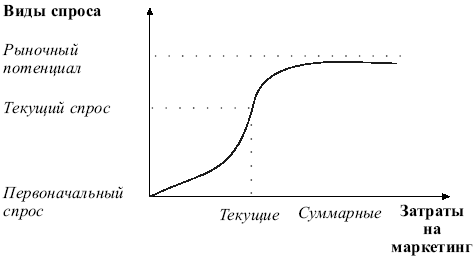 Виды спроса
Рыночный
потенциал
Текущий спрос
Первоначальный
спрос
Текущие
Суммарные
Затраты
на
маркетинг